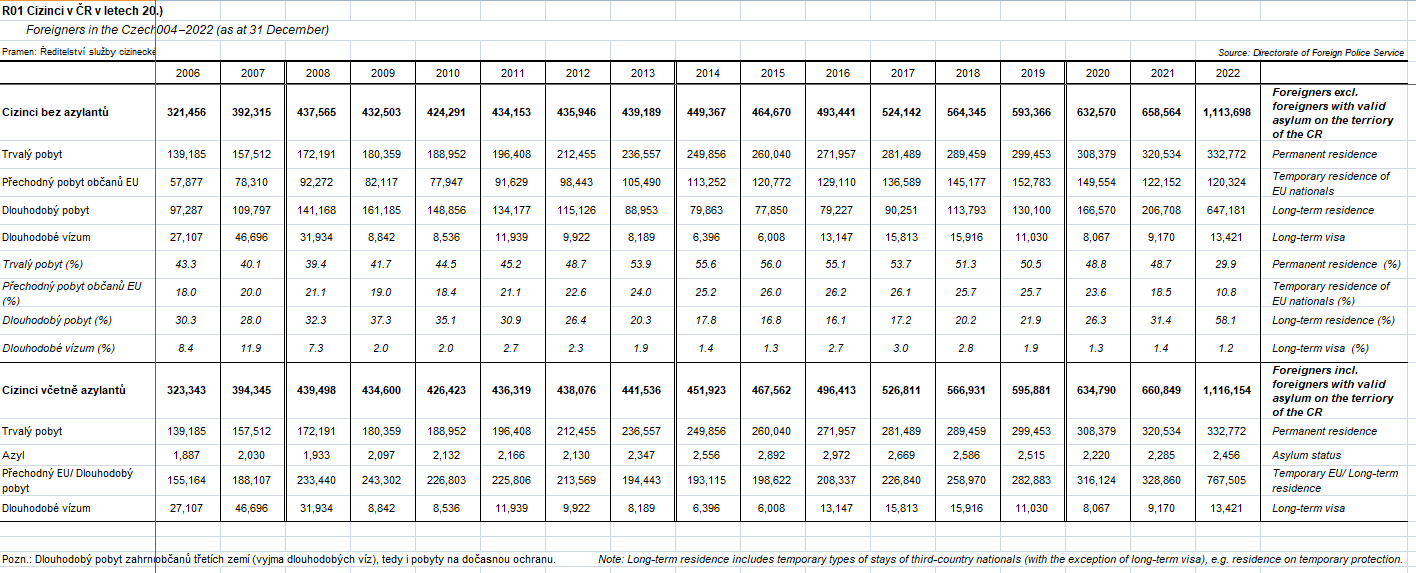 R01 Cizinci v ČR v letech 20.)
Foreigners in the Czech004–2022 (as at 31 December)
Pramen: Ředitelství služby cizinecké Source: Directorate of Foreign Police Service
2006 2007 2008 2009 2010 2011 2012 2013 2014 2015 2016 2017 2018 2019 2020 2021 2022
Cizinci bez azylantů 321,456 392,315 437,565 432,503 424,291 434,153 435,946 439,189 449,367 464,670 493,441 524,142 564,345 593,366 632,570 658,564 1,113,698 Foreigners excl.
foreigners with valid
asylum on the terriory
of the CR
Trvalý pobyt 139,185 157,512 172,191 180,359 188,952 196,408 212,455 236,557 249,856 260,040 271,957 281,489 289,459 299,453 308,379 320,534 332,772 Permanent residence
Přechodný pobyt občanů EU 57,877 78,310 92,272 82,117 77,947 91,629 98,443 105,490 113,252 120,772 129,110 136,589 145,177 152,783 149,554 122,152 120,324 Temporary residence of
EU nationals
Dlouhodobý pobyt 97,287 109,797 141,168 161,185 148,856 134,177 115,126 88,953 79,863 77,850 79,227 90,251 113,793 130,100 166,570 206,708 647,181 Long-term residence
Dlouhodobé vízum 27,107 46,696 31,934 8,842 8,536 11,939 9,922 8,189 6,396 6,008 13,147 15,813 15,916 11,030 8,067 9,170 13,421 Long-term visa
Trvalý pobyt (%) 43.3 40.1 39.4 41.7 44.5 45.2 48.7 53.9 55.6 56.0 55.1 53.7 51.3 50.5 48.8 48.7 29.9 Permanent residence (%)
Přechodný pobyt občanů EU
(%) 18.0 20.0 21.1 19.0 18.4 21.1 22.6 24.0 25.2 26.0 26.2 26.1 25.7 25.7 23.6 18.5 10.8 Temporary residence of
EU nationals (%)
Dlouhodobý pobyt (%) 30.3 28.0 32.3 37.3 35.1 30.9 26.4 20.3 17.8 16.8 16.1 17.2 20.2 21.9 26.3 31.4 58.1 Long-term residence (%)
Dlouhodobé vízum (%) 8.4 11.9 7.3 2.0 2.0 2.7 2.3 1.9 1.4 1.3 2.7 3.0 2.8 1.9 1.3 1.4 1.2 Long-term visa (%)
Cizinci včetně azylantů 323,343 394,345 439,498 434,600 426,423 436,319 438,076 441,536 451,923 467,562 496,413 526,811 566,931 595,881 634,790 660,849 1,116,154 Foreigners incl.
foreigners with valid
asylum on the terriory
of the CR
Trvalý pobyt 139,185 157,512 172,191 180,359 188,952 196,408 212,455 236,557 249,856 260,040 271,957 281,489 289,459 299,453 308,379 320,534 332,772 Permanent residence
Azyl 1,887 2,030 1,933 2,097 2,132 2,166 2,130 2,347 2,556 2,892 2,972 2,669 2,586 2,515 2,220 2,285 2,456 Asylum status
Přechodný EU/ Dlouhodobý
pobyt 155,164 188,107 233,440 243,302 226,803 225,806 213,569 194,443 193,115 198,622 208,337 226,840 258,970 282,883 316,124 328,860 767,505 Temporary EU/ Long-term
residence
Dlouhodobé vízum 27,107 46,696 31,934 8,842 8,536 11,939 9,922 8,189 6,396 6,008 13,147 15,813 15,916 11,030 8,067 9,170 13,421 Long-term visa
Pozn.: Dlouhodobý pobyt zahrnobčanů třetích zemí (vyjma dlouhodobých víz), tedy i pobyty na dočasnou ochranu. Note: Long-term residence includes temporary types of stays of third-country nationals (with the exception of long-term visa), e.g. residence on temporary protection.